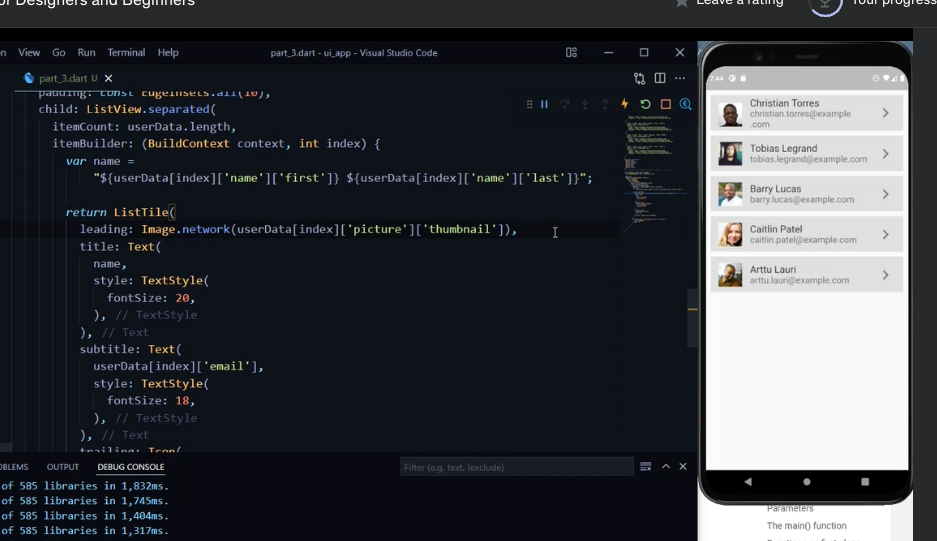 or Designers and Beginners
Leave a rating
Your progress
View Go Run Terminal Help
part_3.dart - ui_app - Visual Studio Code
part_3.dart U
padding: const EdgeInsets.all(10),
child: ListView.separated(
itemCount: userData.length,
itemBuilder: (BuildContext context, int index) {
var name =
"${userData[index]['name']['first']} ${userData[index]['name']['last']}";
return ListTile(
leading: Image.network(userData[index]['picture']['thumbnail']),
title: Text(
name,
style: TextStyle(
fontSize: 20,
), // TextStyle
), // Text
subtitle: Text(
userData[index]['email'],
style: TextStyle(
fontSize: 18,
), // TextStyle
), // Text
trailing: Icon(
OBLEMS OUTPUT DEBUG CONSOLE
Filter (e.g. text, !exclude)
of 585 libraries in 1,832ms.
of 585 libraries in 1,745ms.
of 585 libraries in 1,404ms.
of 585 libraries in 1,317ms.
:44
Christian Torres
christian.torres@example
.com
Tobias Legrand
tobias.legrand@example.com
Barry Lucas
barry.lucas@example.com
Caitlin Patel
caitlin.patel@example.com
Arttu Lauri
arttu.lauri@example.com
Parameters
The main() function